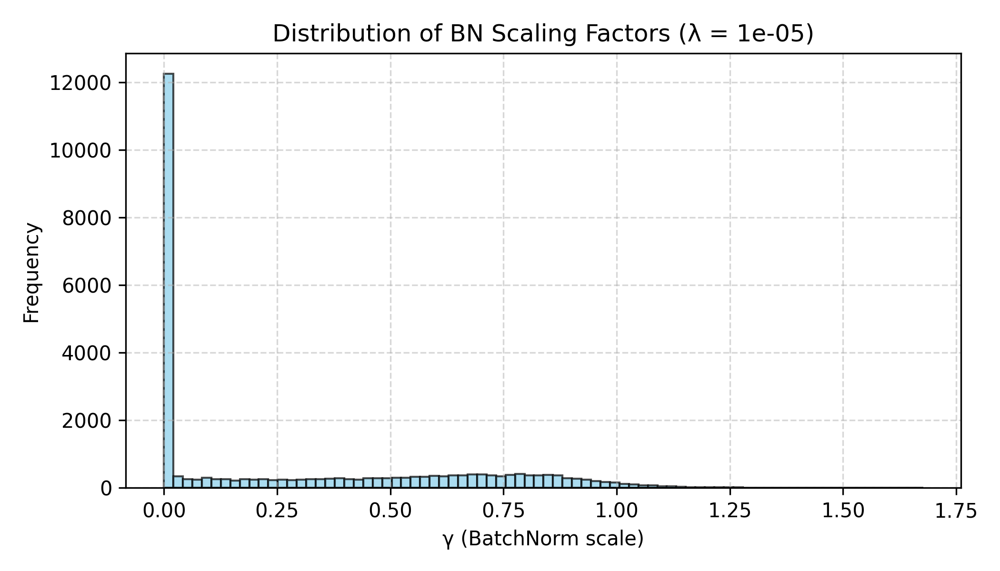 Distribution of BN Scaling Factors (λ = 1e-05)
12000
10000
8000
6000
4000
2000
0
Frequency
0.00 0.25 0.50 0.75 1.00 1.25 1.50 1.75
γ (BatchNorm scale)